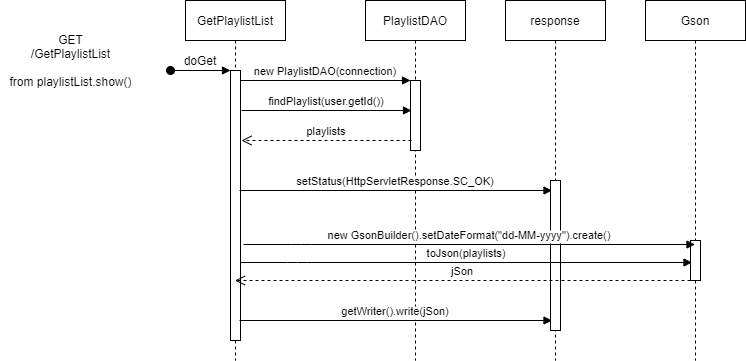 GetPlaylistList
PlaylistDAO
response
Gson
GET
/GetPlaylistList
from playlistList.show()
doGet
new PlaylistDAO(connection)
findPlaylist(user.getId())
playlists
setStatus(HttpServletResponse.SC_OK)
new GsonBuilder().setDateFormat("dd-MM-yyyy").create()
toJson(playlists)
jSon
getWriter().write(jSon)